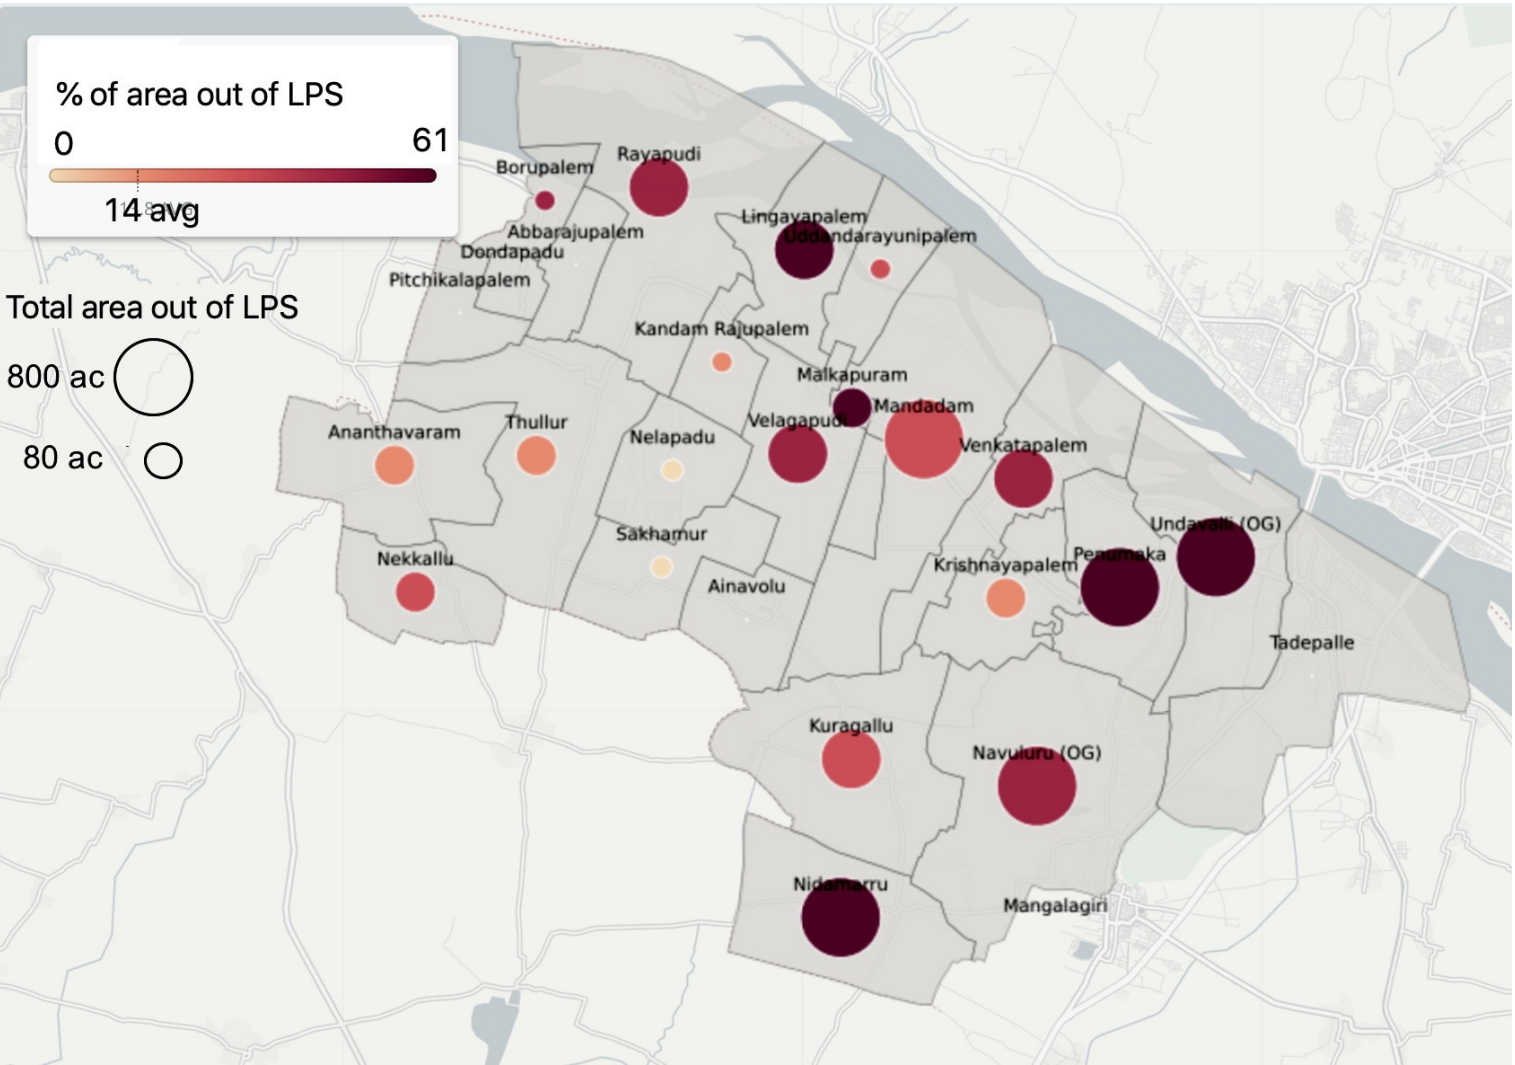 % of area out of LPS
0
61
14 avg
Total area out of LPS
800 ac
80 ac
Borupalem
Rayapudi
Abbarajupalem
Dondapadu
Pitchikalapalem
Lingayapalem
Uddandarayunipalem
Kandam Rajupalem
Malkapuram
Mandadam
Velagapudi
Venkatapalem
Ananthavaram
Thullur
Nelapadu
Undavalli (OG)
Sakhamur
Penumaka
Nekkallu
Krishnayapalem
Ainavolu
Tadepalle
Kuragallu
Navuluru (OG)
Nidamarru
Mangalagiri